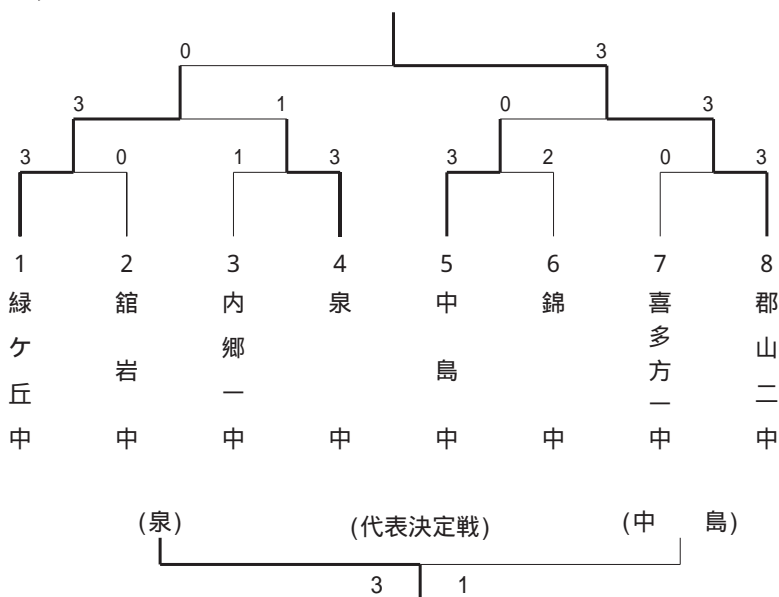 0 3
3 1 0 3
3 0 1 3 3 2 0 3
1 2 3 4 5 6 7 8
緑ケ丘中
舘岩中
内郷一中
泉中
中島中
錦中
喜多方一中
郡山二中
(泉) (代表決定戦) (中 島)
3 1